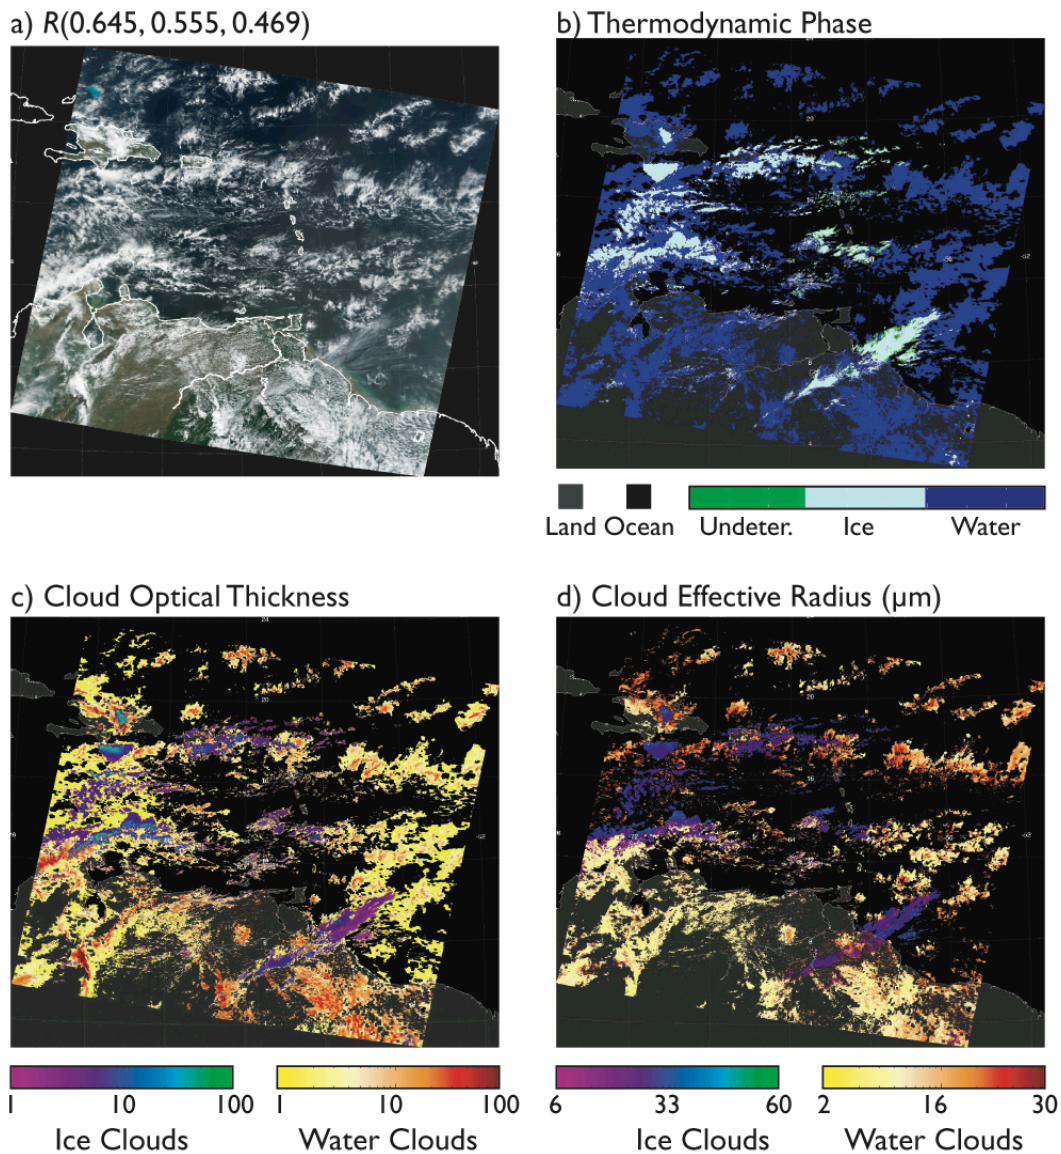 a) R(0.645, 0.555, 0.469)
b) Thermodynamic Phase
Land Ocean Undeter. Ice Water
c) Cloud Optical Thickness
d) Cloud Effective Radius (µm)
1 10 100 1 10 100
Ice Clouds Water Clouds
6 33 60 2 16 30
Ice Clouds Water Clouds